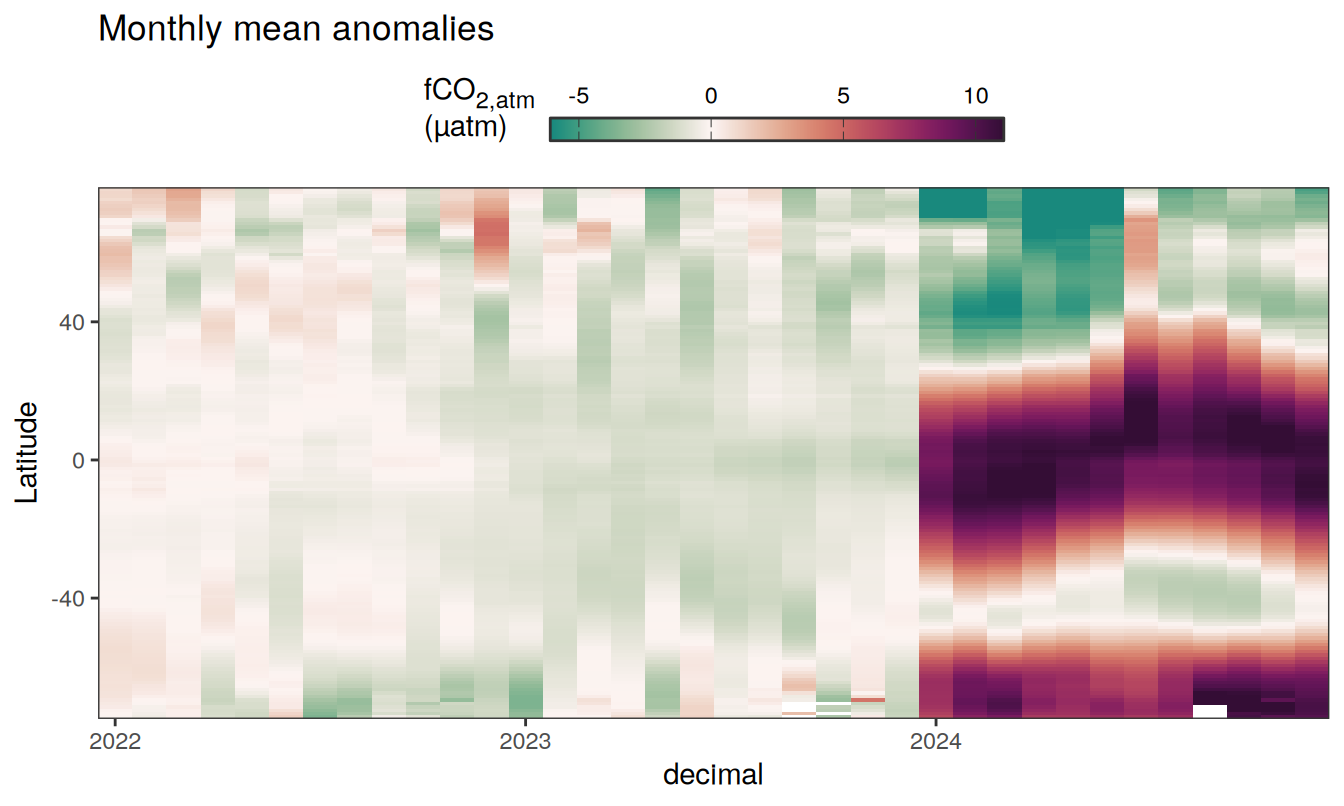 Monthly mean anomalies
fCO2,atm
(µatm)
-5 0 5 10
Latitude
40
0
-40
2022 2023 2024
decimal